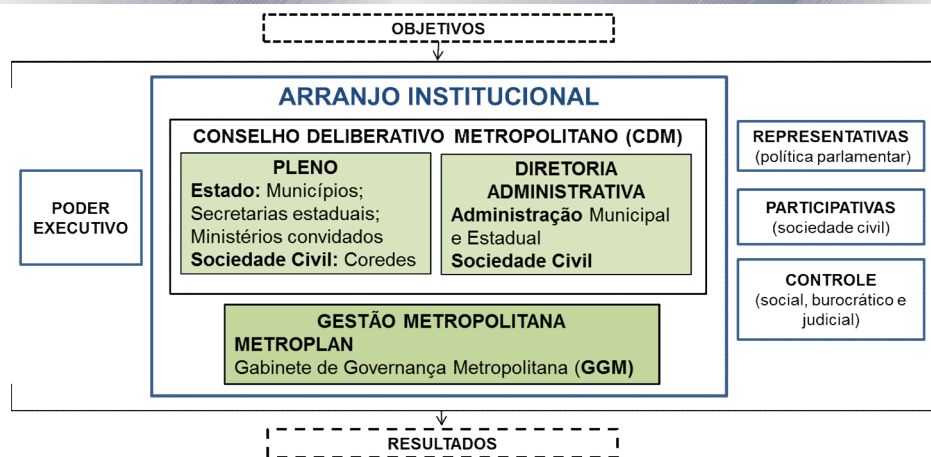 OBJETIVOS
ARRANJO INSTITUCIONAL
CONSELHO DELIBERATIVO METROPOLITANO (CDM)
PLENO
Estado: Municípios;
Secretarias estaduais;
Ministérios convidados
Sociedade Civil: Coredes
DIRETORIA
ADMINISTRATIVA
Administração Municipal
e Estadual
Sociedade Civil
GESTÃO METROPOLITANA
METROPLAN
Gabinete de Governança Metropolitana (GGM)
PODER
EXECUTIVO
REPRESENTATIVAS
(política parlamentar)
PARTICIPATIVAS
(sociedade civil)
CONTROLE
(social, burocrático e
judicial)
RESULTADOS